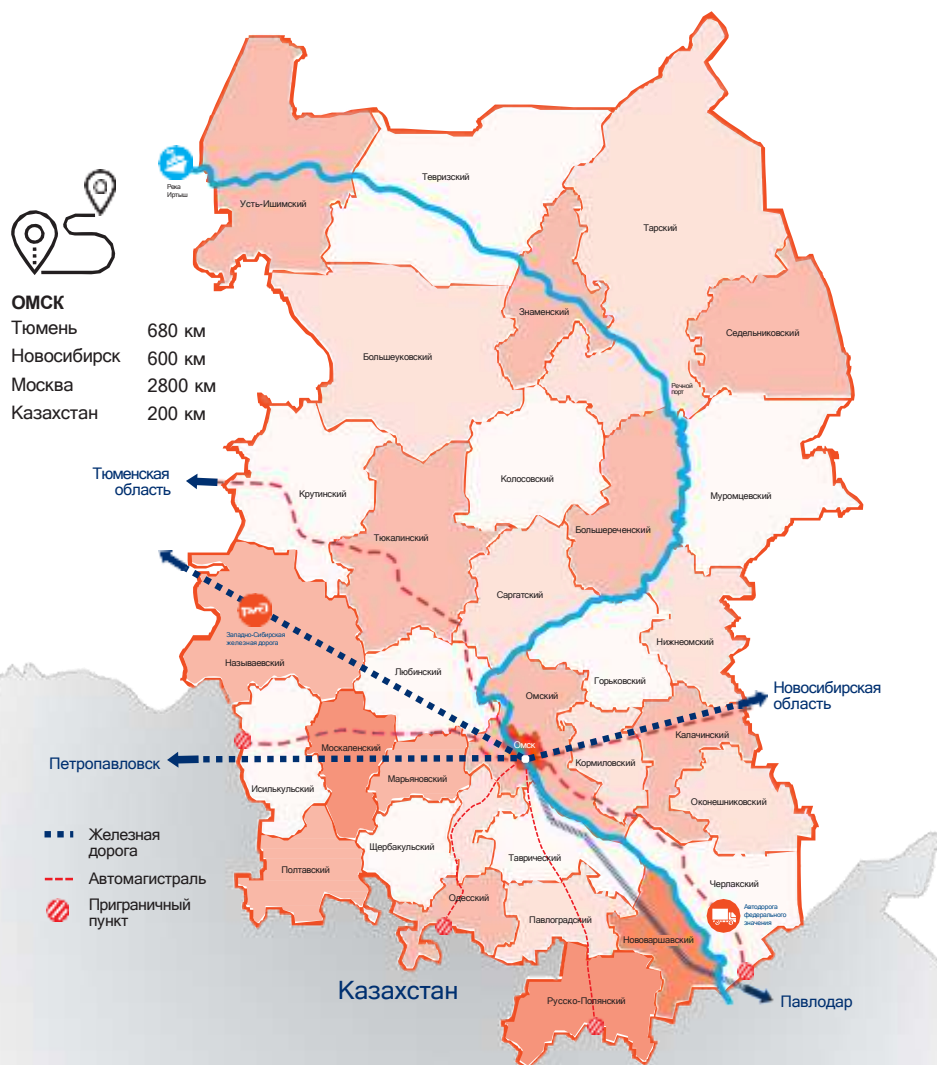 Река
Иртыш
Усть-Ишимский
Тевризский
Тарский
Знаменский
Седельниковский
Большеуковский
Речной
порт
ОМСК
Тюмень 680 км
Новосибирск 600 км
Москва 2800 км
Казахстан 200 км
Тюменская
область
Крутинский
Колосовский
Муромцевский
Тюкалинский
Большереченский
Саргатский
Западно-Сибирская
железная дорога
Называевский
Нижнеомский
Любинский
Горьковский
Омский
Новосибирская
область
Москаленский
Омск
Калачинский
Петропавловск
Марьяновский
Кормиловский
Исилькульский
Оконешниковский
Железная
дорога
Автомагистраль
Приграничный
пункт
Щербакульский
Таврический
Полтавский
Черлакский
Одесский
Павлоградский
Автодорога
федерального
значения
Нововаршавский
Казахстан
Русско-Полянский
Павлодар